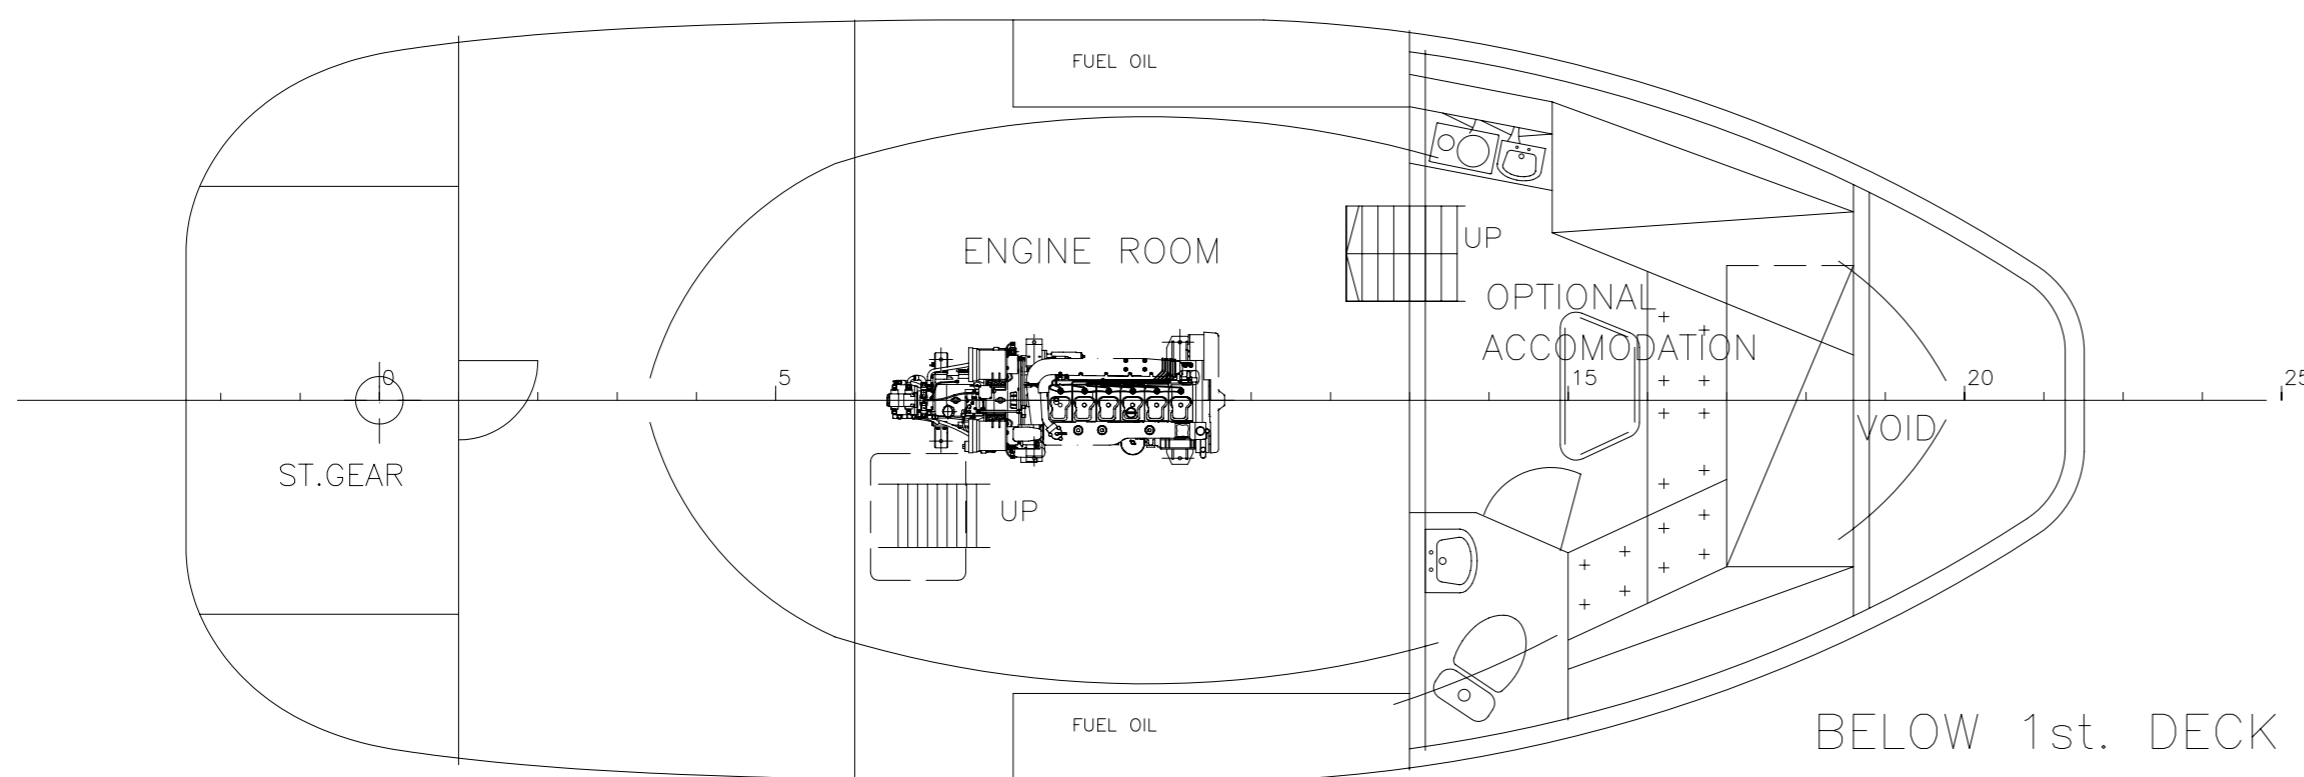 FUEL OIL
ENGINE ROOM
UP
OPTIONAL
ACCOMODATION
0
5
15
20
25
VOID
ST.GEAR
UP
FUEL OIL
BELOW 1st. DECK